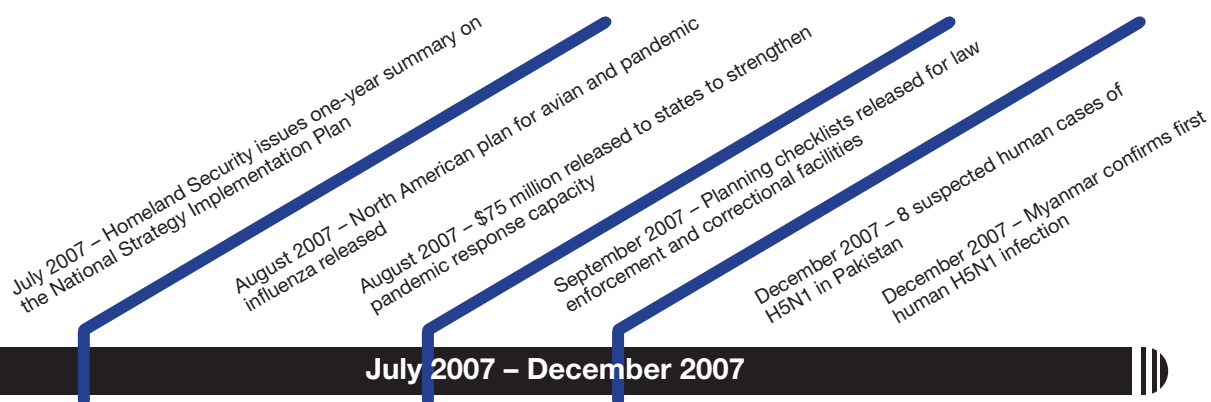 July 2007 – Homeland Security issues one-year summary on
the National Strategy Implementation Plan
August 2007 – North American plan for avian and pandemic
influenza released
August 2007 – $75 million released to states to strengthen
pandemic response capacity
September 2007 – Planning checklists released for law
enforcement and correctional facilities
December 2007 – 8 suspected human cases of
H5N1 in Pakistan
December 2007 – Myanmar confirms first
human H5N1 infection
July 2007 – December 2007